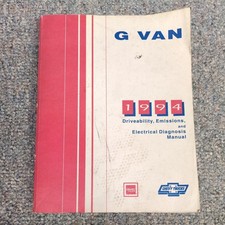 G VAN
1994
Driveability, Emissions,
and
Electrical Diagnosis
Manual